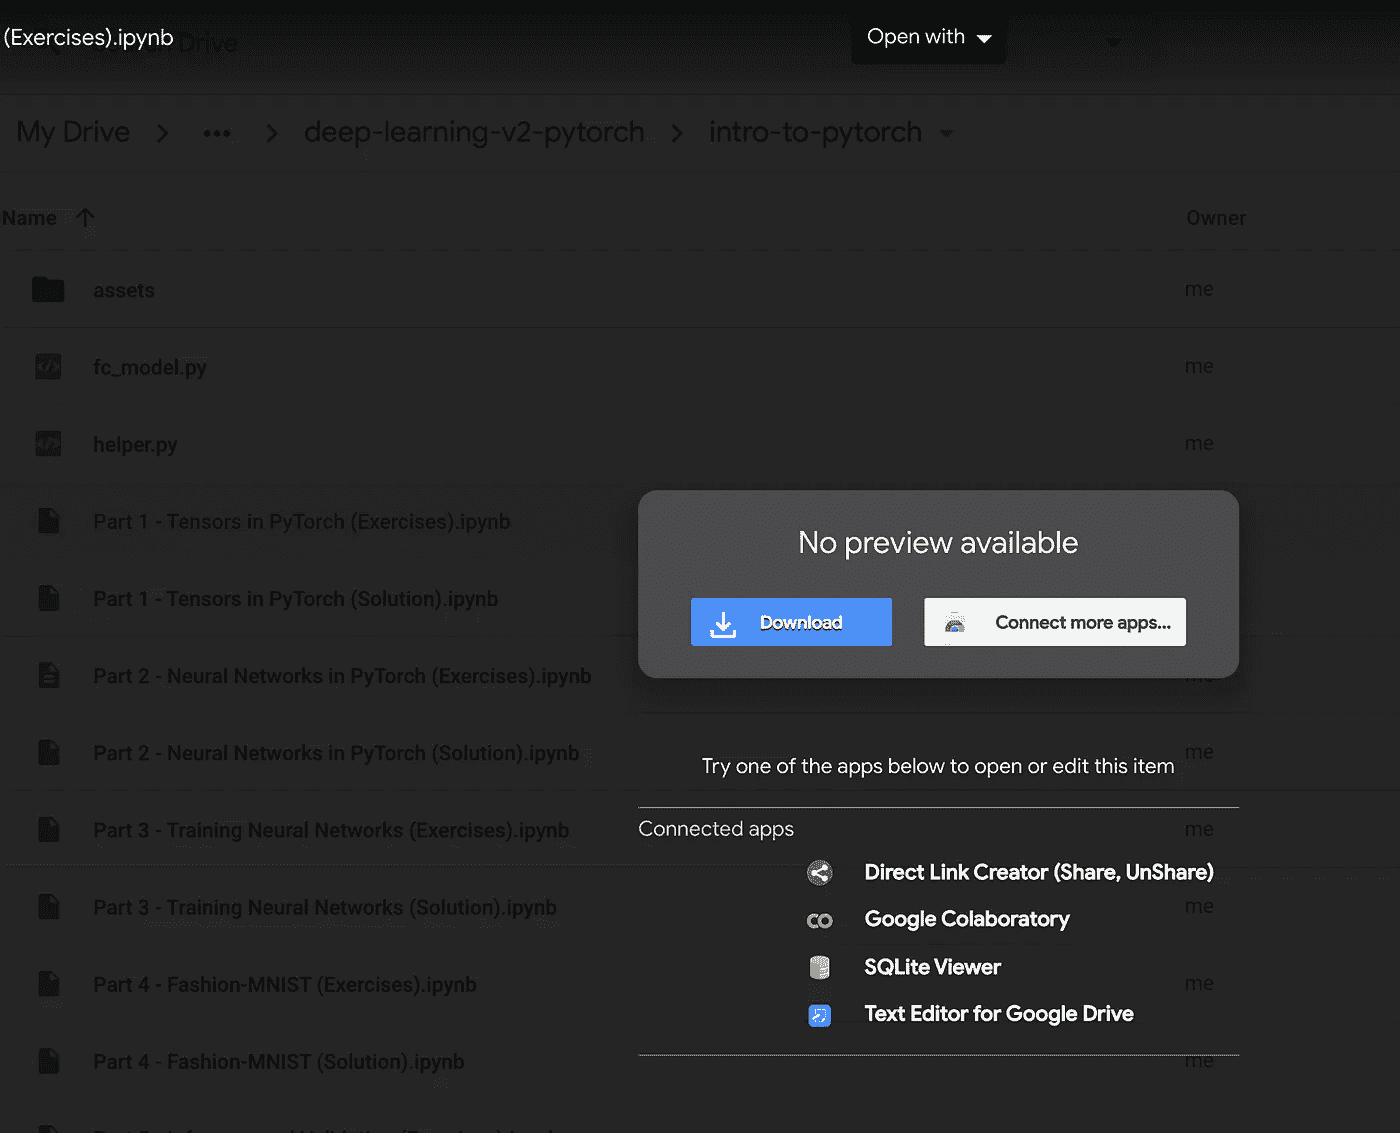 (Exercises).ipynb Drive
Open with
My Drive > ••• > deep-learning-v2-pytorch > intro-to-pytorch
Name ↑ Owner
assets me
fc_model.py me
helper.py me
Part 1 - Tensors in PyTorch (Exercises).ipynb
No preview available
Part 1 - Tensors in PyTorch (Solution).ipynb
Download
Connect more apps...
Part 2 - Neural Networks in PyTorch (Exercises).ipynb
Part 2 - Neural Networks in PyTorch (Solution).ipynb me
Try one of the apps below to open or edit this item
Connected apps
Part 3 - Training Neural Networks (Exercises).ipynb me
Direct Link Creator (Share, UnShare)
Part 3 - Training Neural Networks (Solution).ipynb me
CO Google Colaboratory
SQLite Viewer
Part 4 - Fashion-MNIST (Exercises).ipynb me
Text Editor for Google Drive
Part 4 - Fashion-MNIST (Solution).ipynb me